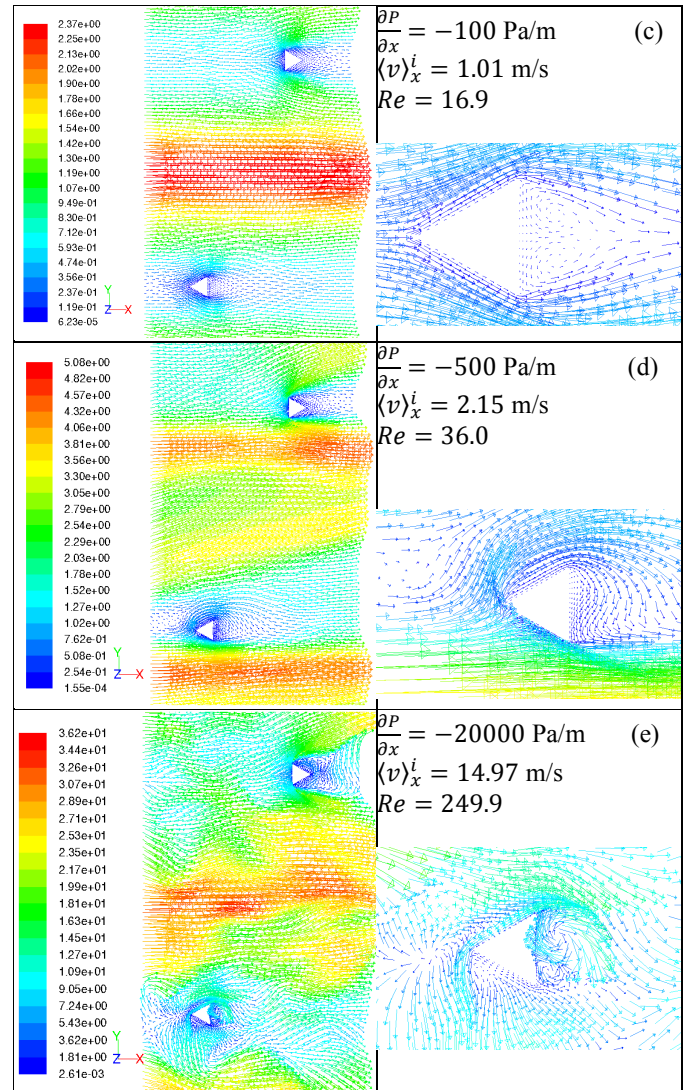 2.37e+00
2.25e+00
2.13e+00
2.02e+00
1.90e+00
1.78e+00
1.66e+00
1.54e+00
1.42e+00
1.30e+00
1.19e+00
1.07e+00
9.49e-01
8.30e-01
7.12e-01
5.93e-01
4.74e-01
3.56e-01
2.37e-01
1.19e-01
6.23e-05
Y
Z X
∂P/∂x = −100 Pa/m (c)
⟨v⟩ᵢₓ = 1.01 m/s
Re = 16.9
5.08e+00
4.82e+00
4.57e+00
4.32e+00
4.06e+00
3.81e+00
3.56e+00
3.30e+00
3.05e+00
2.79e+00
2.54e+00
2.29e+00
2.03e+00
1.78e+00
1.52e+00
1.27e+00
1.02e+00
7.62e-01
5.08e-01
2.54e-01
1.55e-04
Y
Z X
∂P/∂x = −500 Pa/m (d)
⟨v⟩ᵢₓ = 2.15 m/s
Re = 36.0
3.62e+01
3.44e+01
3.26e+01
3.07e+01
2.89e+01
2.71e+01
2.53e+01
2.35e+01
2.17e+01
1.99e+01
1.81e+01
1.63e+01
1.45e+01
1.27e+01
1.09e+01
9.05e+00
7.24e+00
5.43e+00
3.62e+00
1.81e+00
2.61e-03
Y
Z X
∂P/∂x = −20000 Pa/m (e)
⟨v⟩ᵢₓ = 14.97 m/s
Re = 249.9